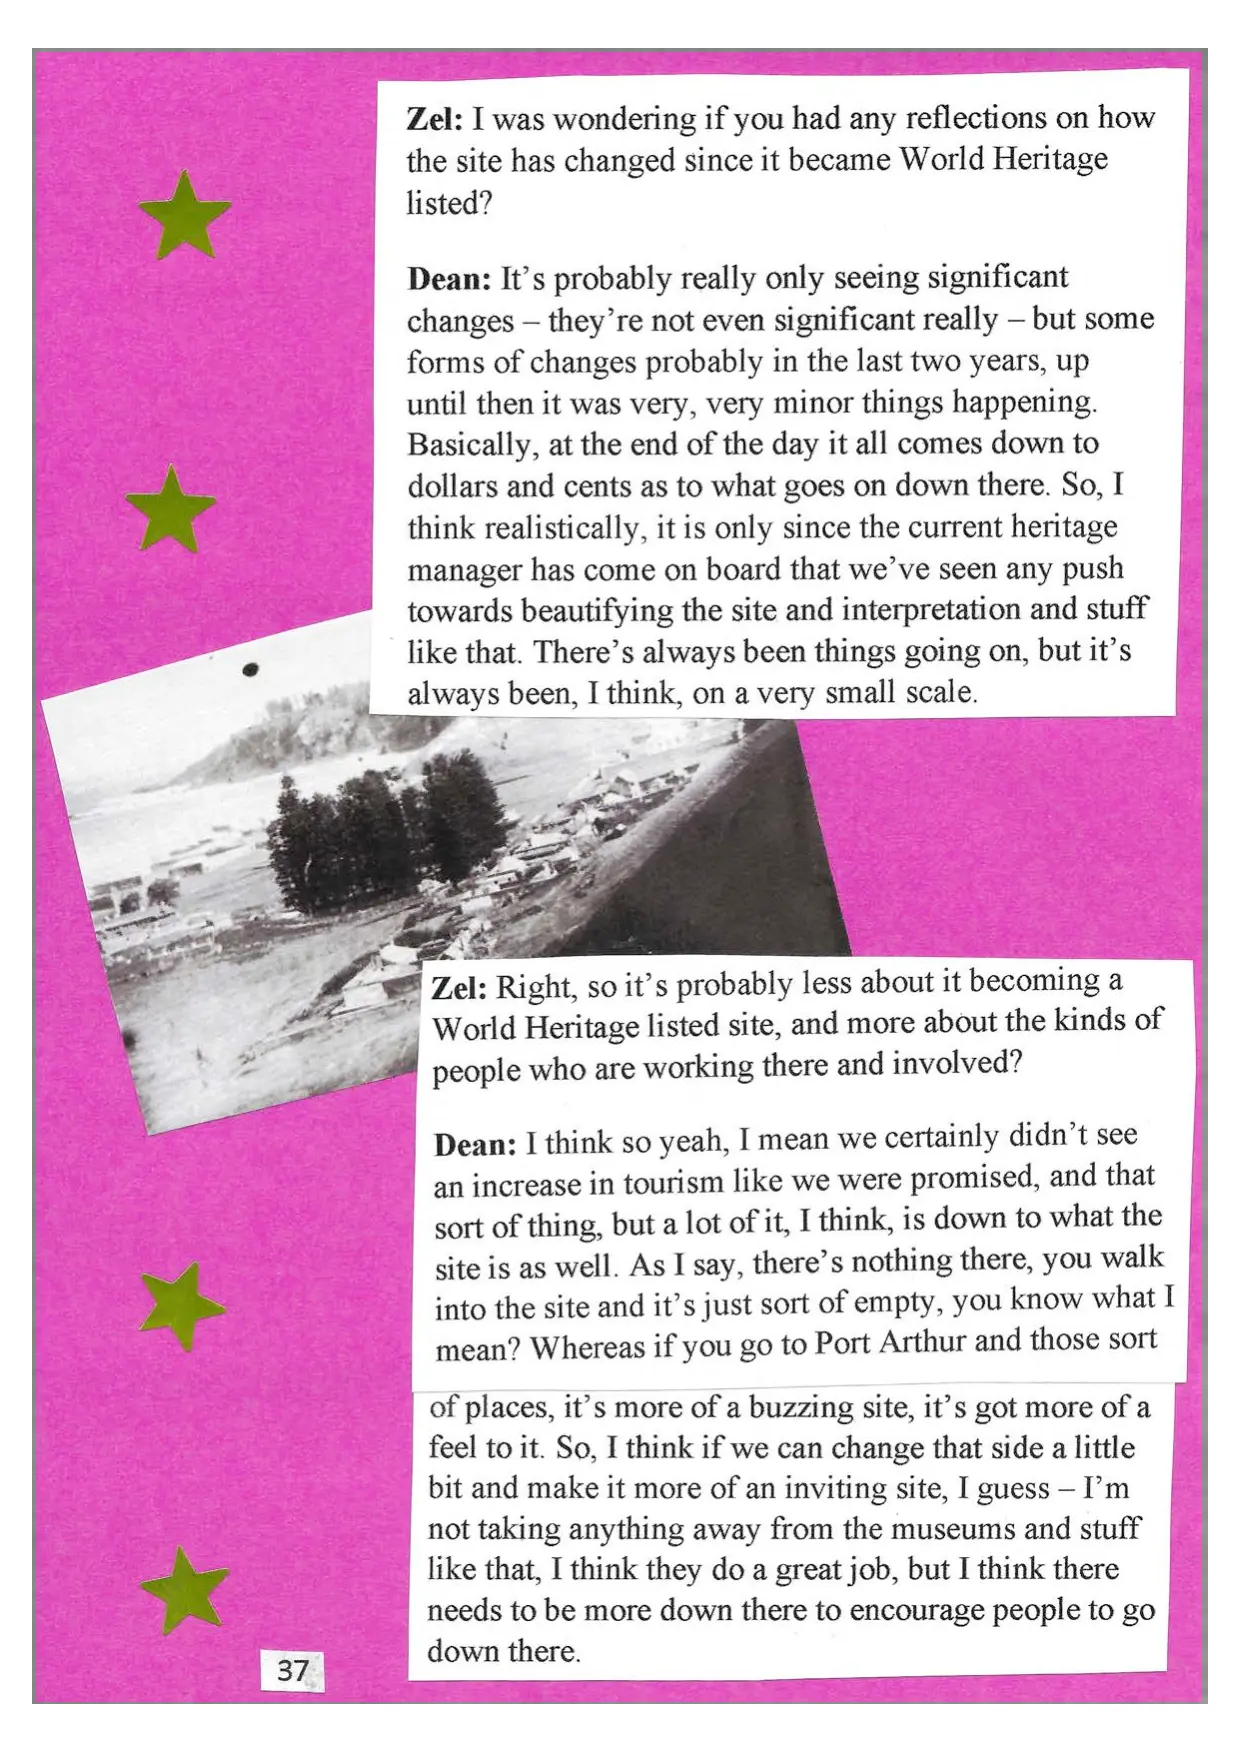 Zel: I was wondering if you had any reflections on how
the site has changed since it became World Heritage
listed?
Dean: It’s probably really only seeing significant
changes – they’re not even significant really – but some
forms of changes probably in the last two years, up
until then it was very, very minor things happening.
Basically, at the end of the day it all comes down to
dollars and cents as to what goes on down there. So, I
think realistically, it is only since the current heritage
manager has come on board that we’ve seen any push
towards beautifying the site and interpretation and stuff
like that. There’s always been things going on, but it’s
always been, I think, on a very small scale.
Zel: Right, so it’s probably less about it becoming a
World Heritage listed site, and more about the kinds of
people who are working there and involved?
Dean: I think so yeah, I mean we certainly didn’t see
an increase in tourism like we were promised, and that
sort of thing, but a lot of it, I think, is down to what the
site is as well. As I say, there’s nothing there, you walk
into the site and it’s just sort of empty, you know what I
mean? Whereas if you go to Port Arthur and those sort
of places, it’s more of a buzzing site, it’s got more of a
feel to it. So, I think if we can change that side a little
bit and make it more of an inviting site, I guess – I’m
not taking anything away from the museums and stuff
like that, I think they do a great job, but I think there
needs to be more down there to encourage people to go
down there.
37